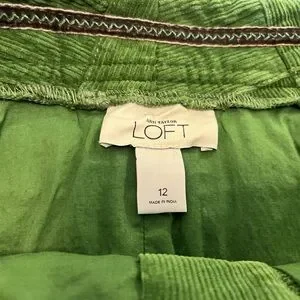 ANN TAYLOR
LOFT
12
MADE IN INDIA